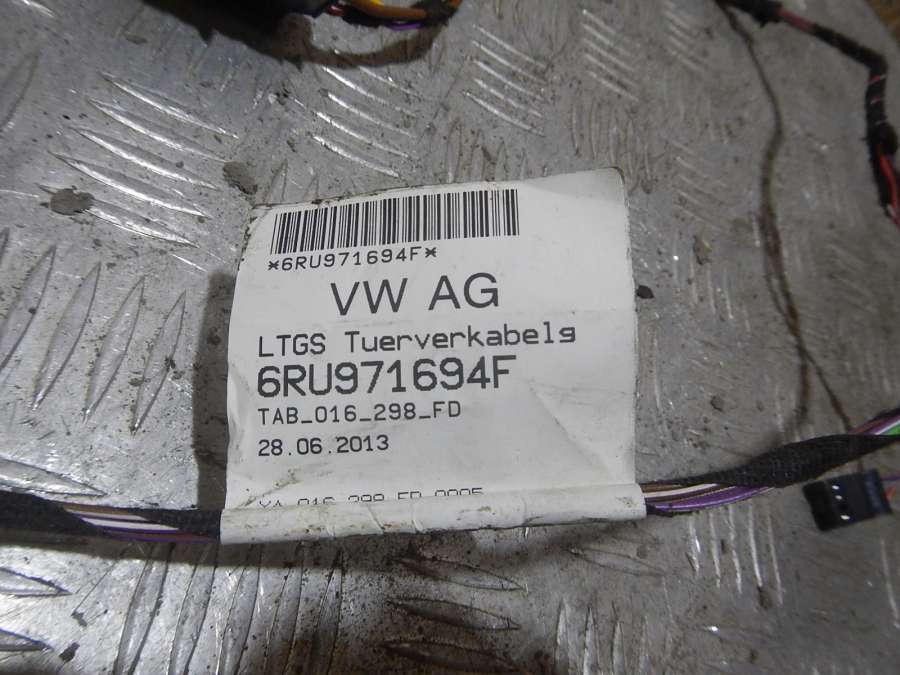 *6RU971694F*
VW AG
LTGS Tuerverkabelg
6RU971694F
TAB_016_298_FD
28.06.2013